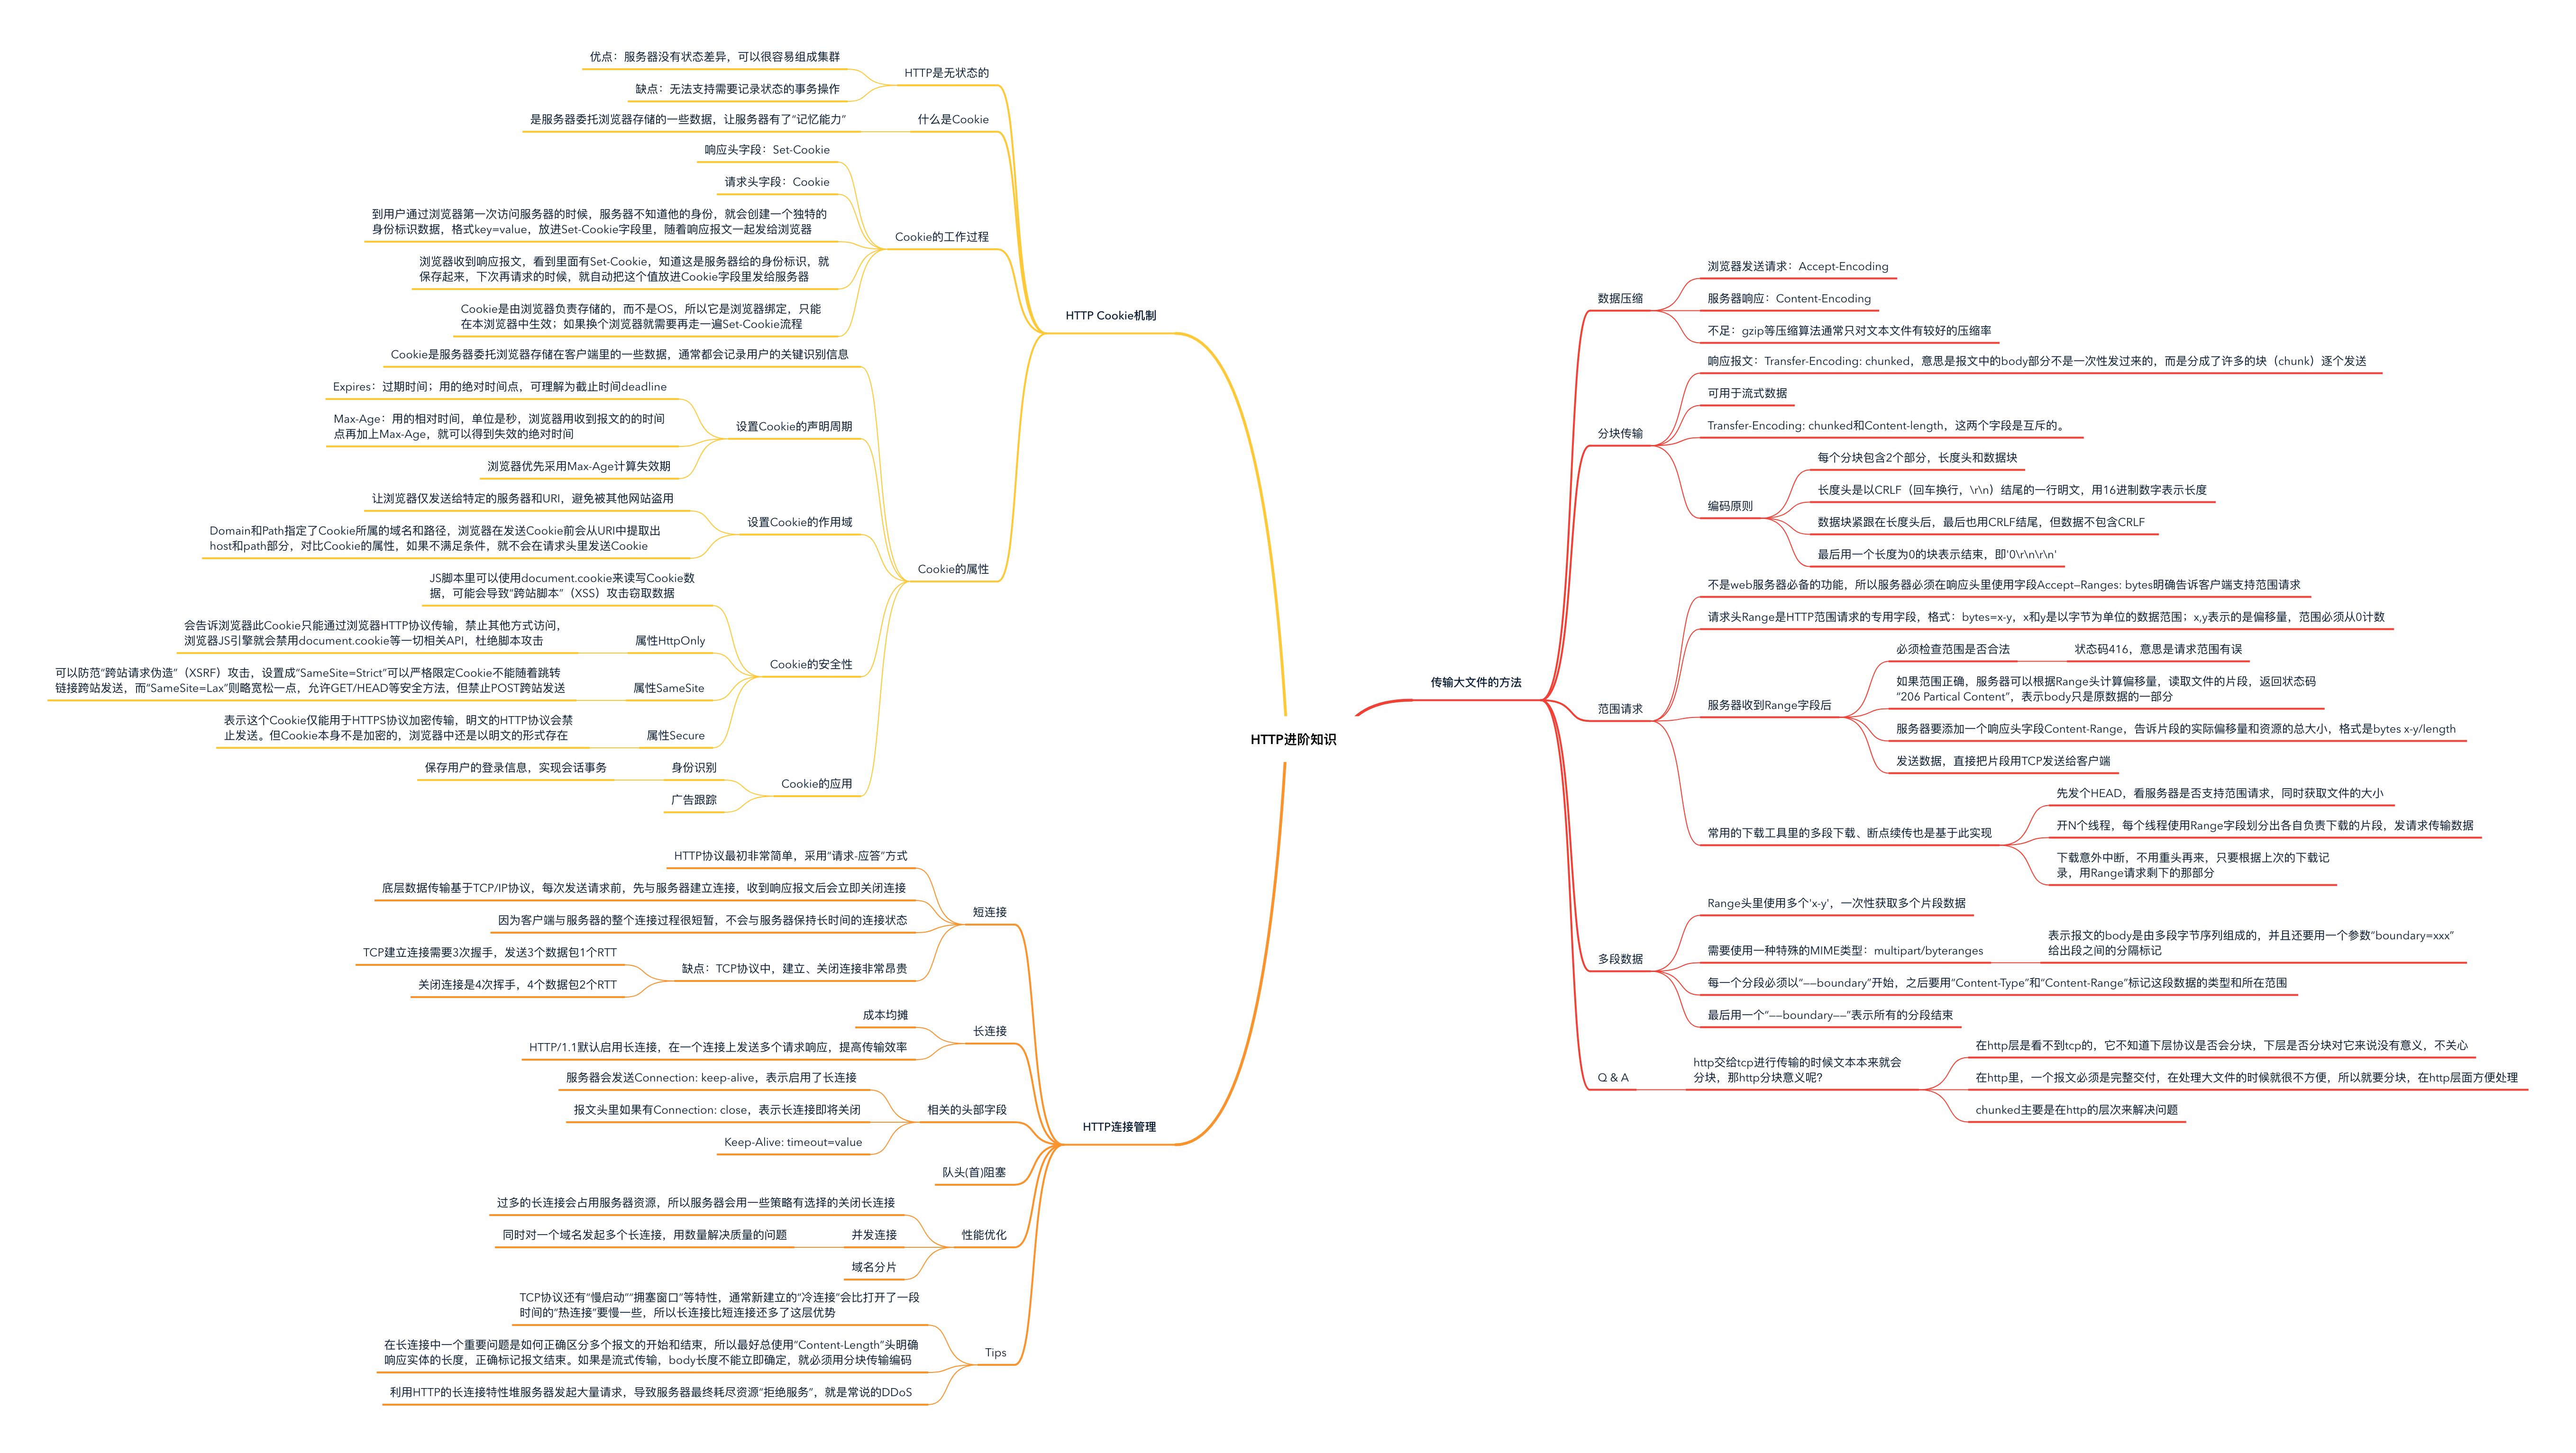 HTTP进阶知识
HTTP Cookie机制
HTTP是无状态的
优点：服务器没有状态差异，可以很容易组成集群
缺点：无法支持需要记录状态的事务操作
什么是Cookie
是服务器委托浏览器存储的一些数据，让服务器有了“记忆能力”
Cookie的工作过程
响应头字段：Set-Cookie
请求头字段：Cookie
到用户通过浏览器第一次访问服务器的时候，服务器不知道他的身份，就会创建一个独特的
身份标识数据，格式key=value，放进Set-Cookie字段里，随着响应报文一起发给浏览器
浏览器收到响应报文，看到里面有Set-Cookie，知道这是服务器给的身份标识，就
保存起来，下次再请求的时候，就自动把这个值放进Cookie字段里发给服务器
Cookie是由浏览器负责存储的，而不是OS，所以它是浏览器绑定，只能
在本浏览器中生效；如果换个浏览器就需要再走一遍Set-Cookie流程
Cookie的属性
Cookie是服务器委托浏览器存储在客户端里的一些数据，通常都会记录用户的关键识别信息
设置Cookie的声明周期
Expires：过期时间；用的绝对时间点，可理解为截止时间deadline
Max-Age：用的相对时间，单位是秒，浏览器用收到报文的的时间
点再加上Max-Age，就可以得到失效的绝对时间
浏览器优先采用Max-Age计算失效期
设置Cookie的作用域
让浏览器仅发送给特定的服务器和URI，避免被其他网站盗用
Domain和Path指定了Cookie所属的域名和路径，浏览器在发送Cookie前会从URI中提取出
host和path部分，对比Cookie的属性，如果不满足条件，就不会在请求头里发送Cookie
Cookie的安全性
JS脚本里可以使用document.cookie来读写Cookie数
据，可能会导致“跨站脚本”（XSS）攻击窃取数据
属性HttpOnly
会告诉浏览器此Cookie只能通过浏览器HTTP协议传输，禁止其他方式访问，
浏览器JS引擎就会禁用document.cookie等一切相关API，杜绝脚本攻击
属性SameSite
可以防范“跨站请求伪造”（XSRF）攻击，设置成“SameSite=Strict”可以严格限定Cookie不能随着跳转
链接跨站发送，而“SameSite=Lax”则略宽松一点，允许GET/HEAD等安全方法，但禁止POST跨站发送
属性Secure
表示这个Cookie仅能用于HTTPS协议加密传输，明文的HTTP协议会禁
止发送。但Cookie本身不是加密的，浏览器中还是以明文的形式存在
Cookie的应用
身份识别
保存用户的登录信息，实现会话事务
广告跟踪
HTTP连接管理
短连接
HTTP协议最初非常简单，采用“请求-应答”方式
底层数据传输基于TCP/IP协议，每次发送请求前，先与服务器建立连接，收到响应报文后会立即关闭连接
因为客户端与服务器的整个连接过程很短暂，不会与服务器保持长时间的连接状态
缺点：TCP协议中，建立、关闭连接非常昂贵
TCP建立连接需要3次握手，发送3个数据包1个RTT
关闭连接是4次挥手，4个数据包2个RTT
长连接
成本均摊
HTTP/1.1默认启用长连接，在一个连接上发送多个请求响应，提高传输效率
相关的头部字段
服务器会发送Connection: keep-alive，表示启用了长连接
报文头里如果有Connection: close，表示长连接即将关闭
Keep-Alive: timeout=value
队头(首)阻塞
性能优化
过多的长连接会占用服务器资源，所以服务器会用一些策略有选择的关闭长连接
并发连接
同时对一个域名发起多个长连接，用数量解决质量的问题
域名分片
Tips
TCP协议还有“慢启动”“拥塞窗口”等特性，通常新建立的“冷连接”会比打开了一段
时间的“热连接”要慢一些，所以长连接比短连接还多了这层优势
在长连接中一个重要问题是如何正确区分多个报文的开始和结束，所以最好总使用“Content-Length”头明确
响应实体的长度，正确标记报文结束。如果是流式传输，body长度不能立即确定，就必须用分块传输编码
利用HTTP的长连接特性堆服务器发起大量请求，导致服务器最终耗尽资源“拒绝服务”，就是常说的DDoS
传输大文件的方法
数据压缩
浏览器发送请求：Accept-Encoding
服务器响应：Content-Encoding
不足：gzip等压缩算法通常只对文本文件有较好的压缩率
分块传输
响应报文：Transfer-Encoding: chunked，意思是报文中的body部分不是一次性发过来的，而是分成了许多的块（chunk）逐个发送
可用于流式数据
Transfer-Encoding: chunked和Content-length，这两个字段是互斥的。
编码原则
每个分块包含2个部分，长度头和数据块
长度头是以CRLF（回车换行，\r\n）结尾的一行明文，用16进制数字表示长度
数据块紧跟在长度头后，最后也用CRLF结尾，但数据不包含CRLF
最后用一个长度为0的块表示结束，即'0\r\n\r\n'
范围请求
不是web服务器必备的功能，所以服务器必须在响应头里使用字段Accept—Ranges: bytes明确告诉客户端支持范围请求
请求头Range是HTTP范围请求的专用字段，格式：bytes=x-y，x和y是以字节为单位的数据范围；x,y表示的是偏移量，范围必须从0计数
服务器收到Range字段后
必须检查范围是否合法
状态码416，意思是请求范围有误
如果范围正确，服务器可以根据Range头计算偏移量，读取文件的片段，返回状态码
“206 Partical Content”，表示body只是原数据的一部分
服务器要添加一个响应头字段Content-Range，告诉片段的实际偏移量和资源的总大小，格式是bytes x-y/length
发送数据，直接把片段用TCP发送给客户端
常用的下载工具里的多段下载、断点续传也是基于此实现
先发个HEAD，看服务器是否支持范围请求，同时获取文件的大小
开N个线程，每个线程使用Range字段划分出各自负责下载的片段，发请求传输数据
下载意外中断，不用重头再来，只要根据上次的下载记
录，用Range请求剩下的那部分
多段数据
Range头里使用多个'x-y'，一次性获取多个片段数据
需要使用一种特殊的MIME类型：multipart/byteranges
表示报文的body是由多段字节序列组成的，并且还要用一个参数“boundary=xxx”
给出段之间的分隔标记
每一个分段必须以“——boundary”开始，之后要用“Content-Type”和“Content-Range”标记这段数据的类型和所在范围
最后用一个“——boundary——”表示所有的分段结束
Q & A
http交给tcp进行传输的时候文本本来就会
分块，那http分块意义呢？
在http层是看不到tcp的，它不知道下层协议是否会分块，下层是否分块对它来说没有意义，不关心
在http里，一个报文必须是完整交付，在处理大文件的时候就很不方便，所以就要分块，在http层面方便处理
chunked主要是在http的层次来解决问题